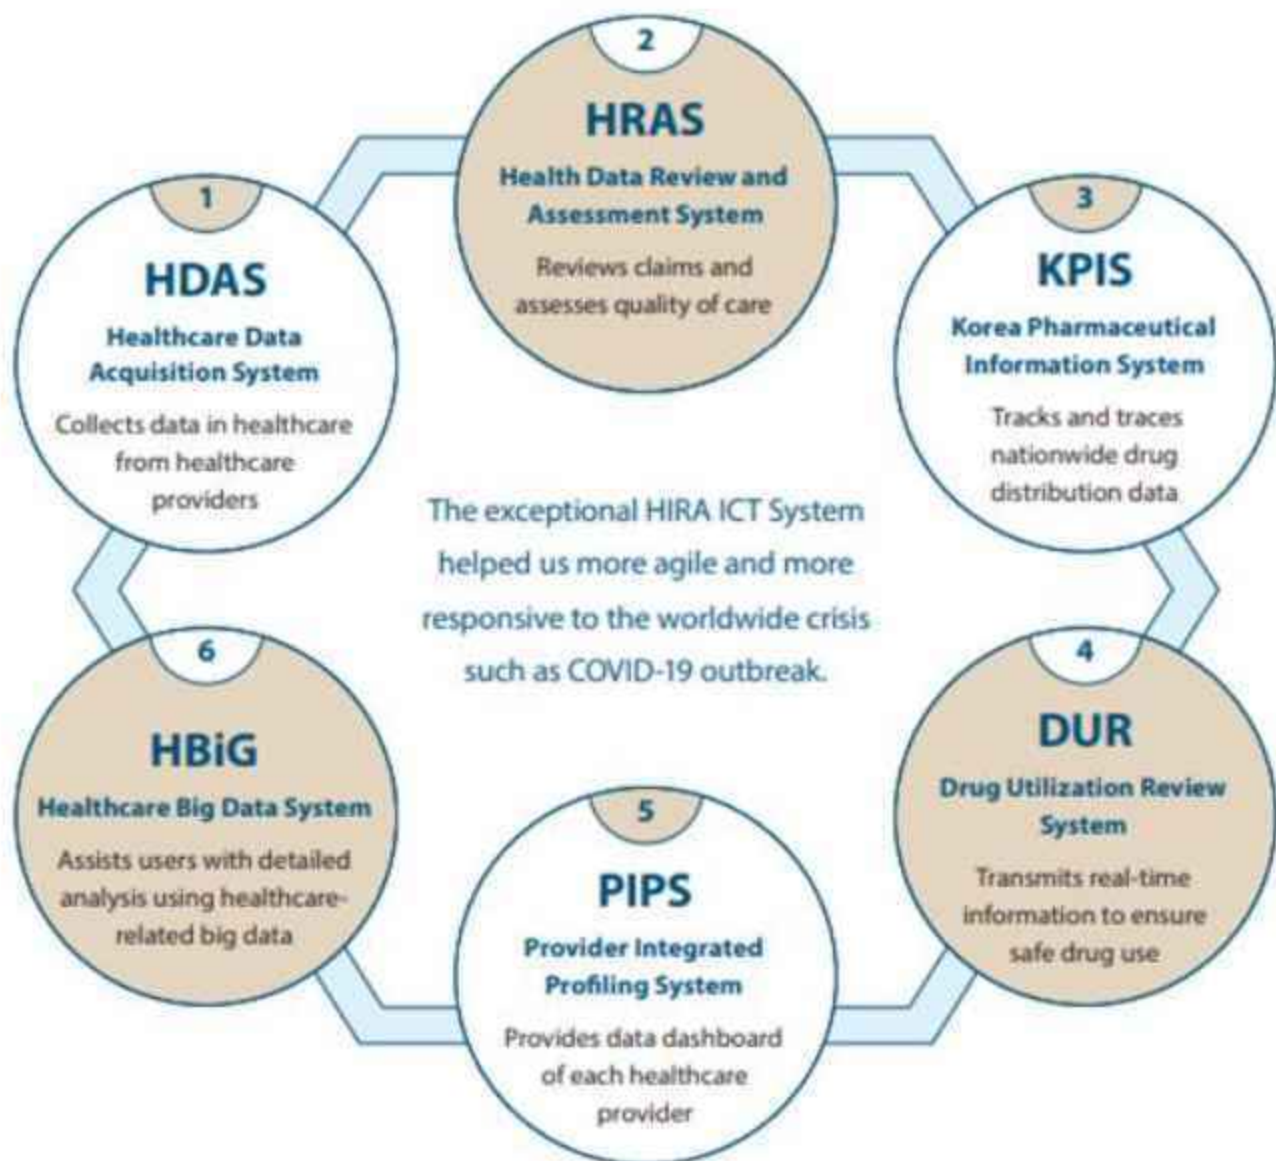 1
HDAS
Healthcare Data
Acquisition System
Collects data in healthcare
from healthcare
providers
2
HRAS
Health Data Review and
Assessment System
Reviews claims and
assesses quality of care
3
KPIS
Korea Pharmaceutical
Information System
Tracks and traces
nationwide drug
distribution data
The exceptional HIRA ICT System
helped us more agile and more
responsive to the worldwide crisis
such as COVID-19 outbreak.
4
DUR
Drug Utilization Review
System
Transmits real-time
information to ensure
safe drug use
5
PIPS
Provider Integrated
Profiling System
Provides data dashboard
of each healthcare
provider
6
HBiG
Healthcare Big Data System
Assists users with detailed
analysis using healthcare-
related big data